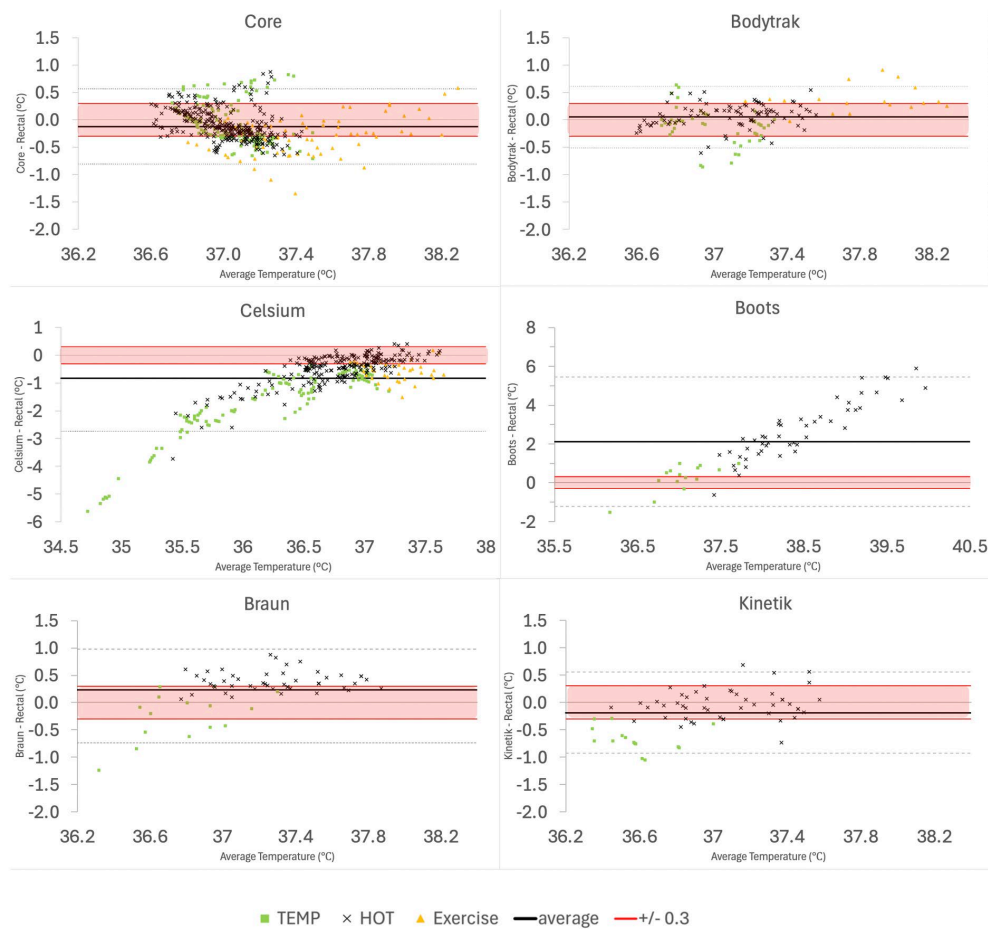 Core
1.5
1.0
0.5
0.0
-0.5
-1.0
-1.5
-2.0
Core - Rectal (ºC)
36.2 36.6 37.0 37.4 37.8 38.2
Average Temperature (ºC)
Bodytrak
1.5
1.0
0.5
0.0
-0.5
-1.0
-1.5
-2.0
Bodytrak - Rectal (ºC)
36.2 36.6 37 37.4 37.8 38.2
Average Temperature (ºC)
Celsium
1
0
-1
-2
-3
-4
-5
-6
Celsium - Rectal (ºC)
34.5 35 35.5 36 36.5 37 37.5 38
Average Temperature (ºC)
Boots
8
6
4
2
0
-2
Boots - Rectal (ºC)
35.5 36.5 37.5 38.5 39.5 40.5
Average Temperature (ºC)
Braun
1.5
1.0
0.5
0.0
-0.5
-1.0
-1.5
-2.0
Braun - Rectal (ºC)
36.2 36.6 37 37.4 37.8 38.2
Average Temperature (ºC)
Kinetik
1.5
1.0
0.5
0.0
-0.5
-1.0
-1.5
-2.0
Kinetik - Rectal (ºC)
36.2 36.6 37 37.4 37.8 38.2
Average Temperature (ºC)
TEMP HOT Exercise average +/- 0.3